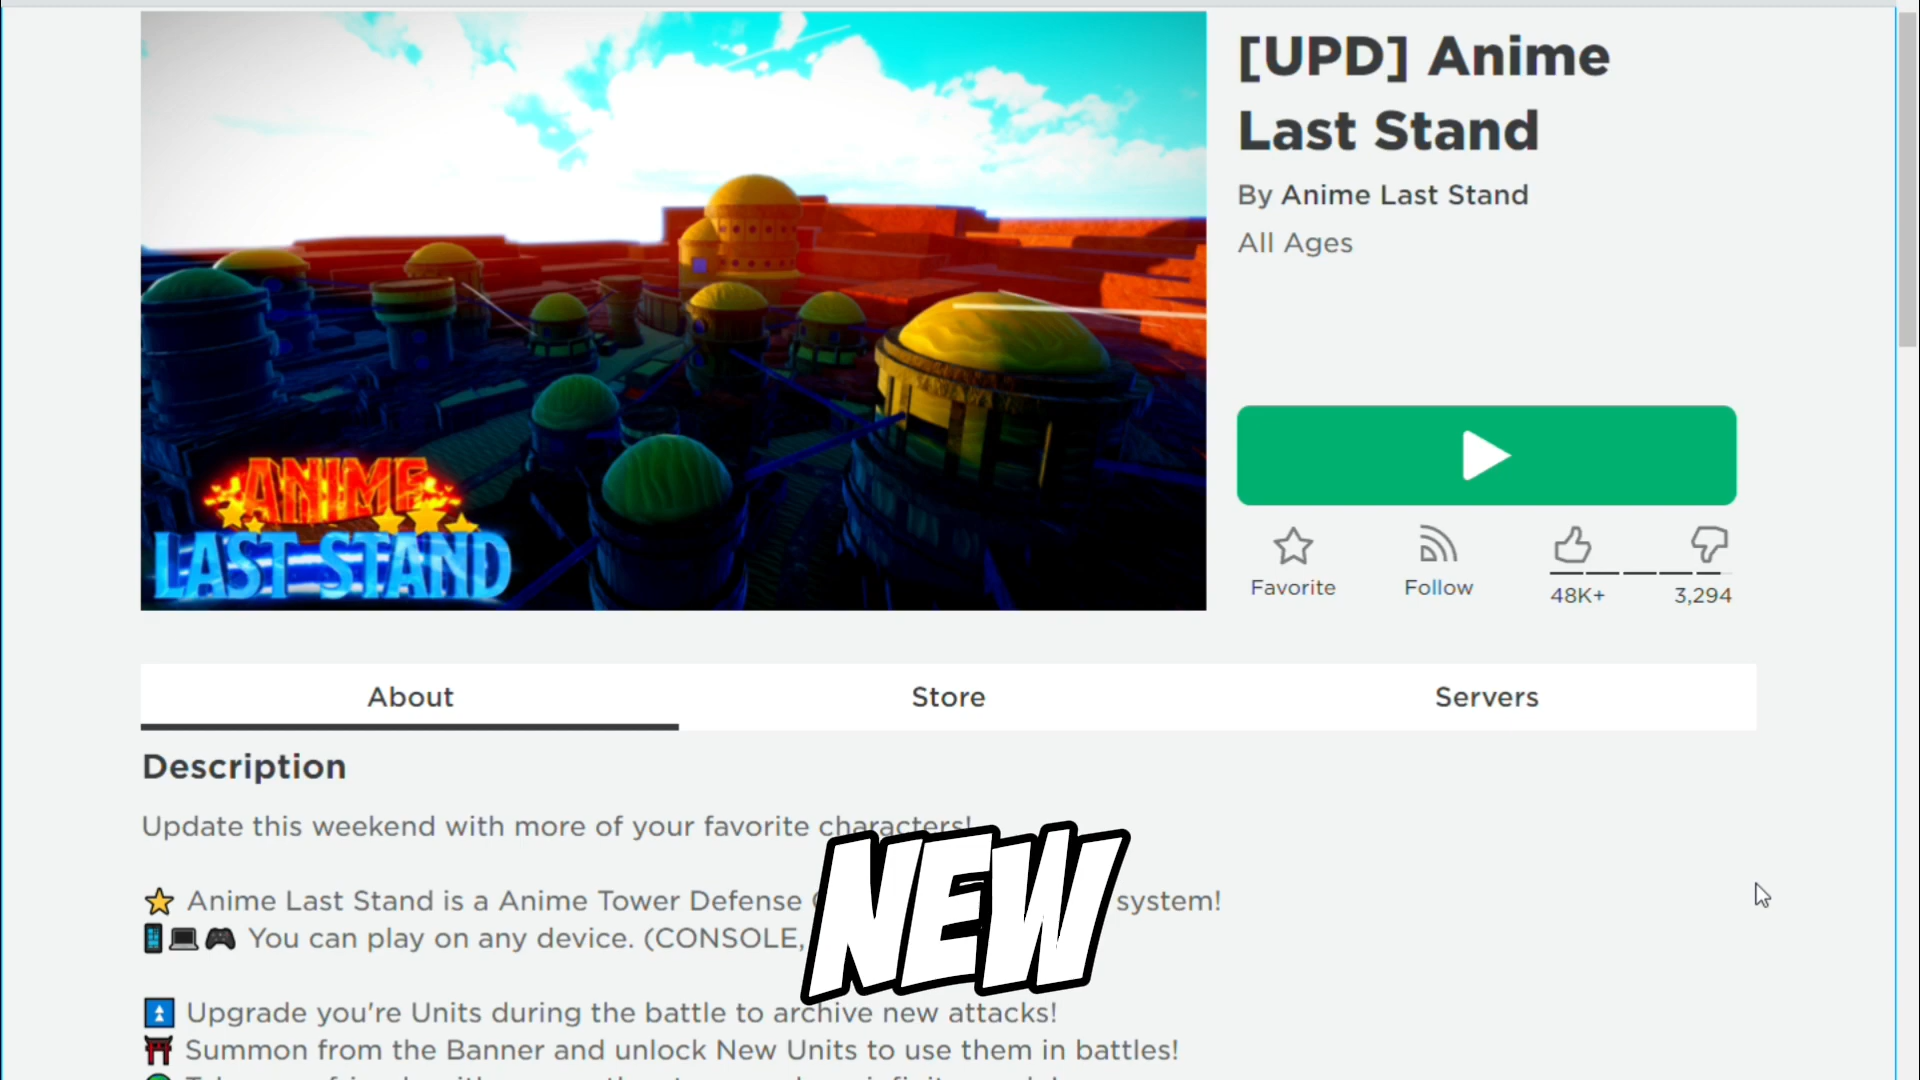 [UPD] Anime
Last Stand
By Anime Last Stand
All Ages
ANIME
LAST STAND
Favorite
Follow
48K+
3,294
About
Store
Servers
Description
Update this weekend with more of your favorite characters!
Anime Last Stand is a Anime Tower Defense system!
You can play on any device. (CONSOLE,
NEW
Upgrade you're Units during the battle to archive new attacks!
Summon from the Banner and unlock New Units to use them in battles!